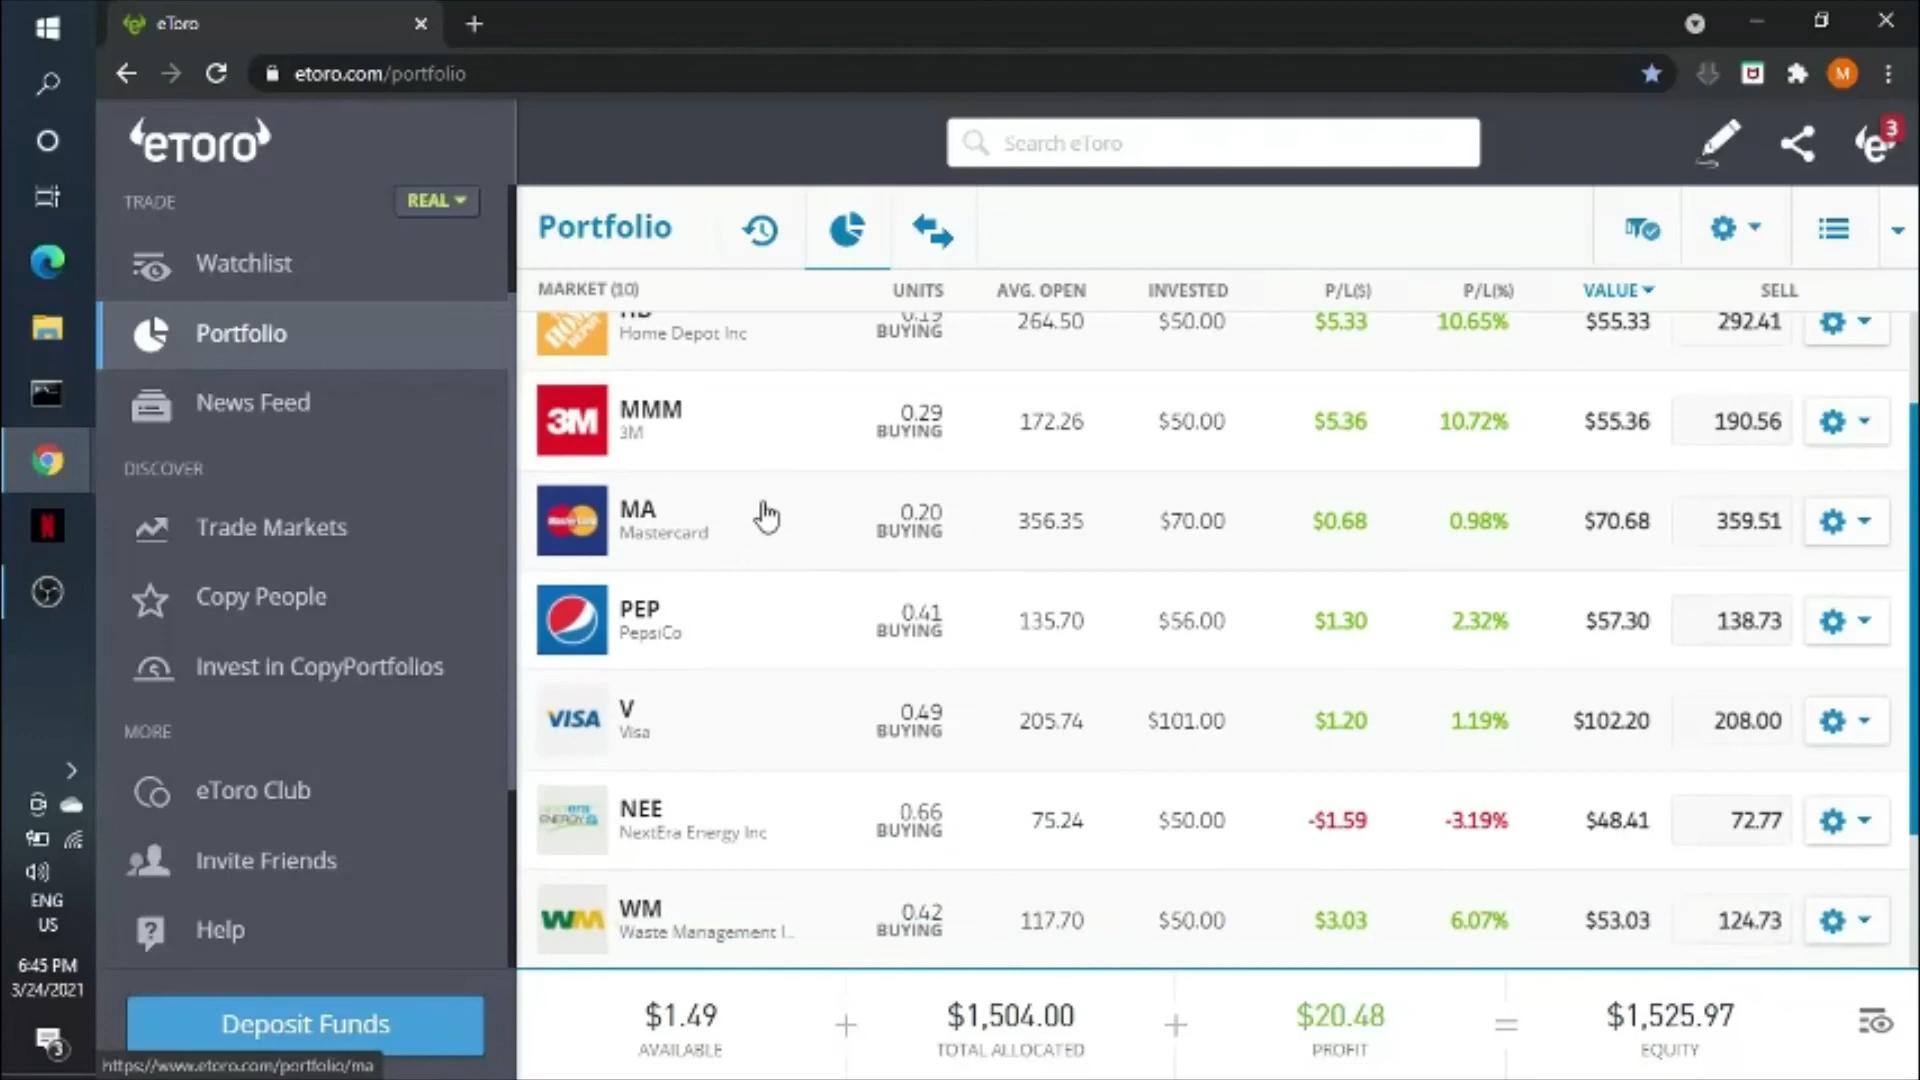 eToro
etoro.com/portfolio
M
eToro
Search eToro
3
TRADE
REAL
Watchlist
Portfolio
News Feed
DISCOVER
Trade Markets
Copy People
Invest in CopyPortfolios
MORE
eToro Club
Invite Friends
Help
Deposit Funds
https://www.etoro.com/portfolio/ma
Portfolio
MARKET (10) UNITS AVG. OPEN INVESTED P/L($) P/L(%) VALUE SELL
HD 0.19 264.50 $50.00 $5.33 10.65% $55.33 292.41
Home Depot Inc BUYING
3M MMM 0.29 172.26 $50.00 $5.36 10.72% $55.36 190.56
3M BUYING
MA 0.20 356.35 $70.00 $0.68 0.98% $70.68 359.51
Mastercard BUYING
PEP 0.41 135.70 $56.00 $1.30 2.32% $57.30 138.73
PepsiCo BUYING
VISA V 0.49 205.74 $101.00 $1.20 1.19% $102.20 208.00
Visa BUYING
NEE 0.66 75.24 $50.00 -$1.59 -3.19% $48.41 72.77
ENERGY NextEra Energy Inc BUYING
WM WM 0.42 117.70 $50.00 $3.03 6.07% $53.03 124.73
Waste Management I... BUYING
$1.49 + $1,504.00 + $20.48 = $1,525.97
AVAILABLE TOTAL ALLOCATED PROFIT EQUITY
ENG
US
6:45 PM
3/24/2021
3